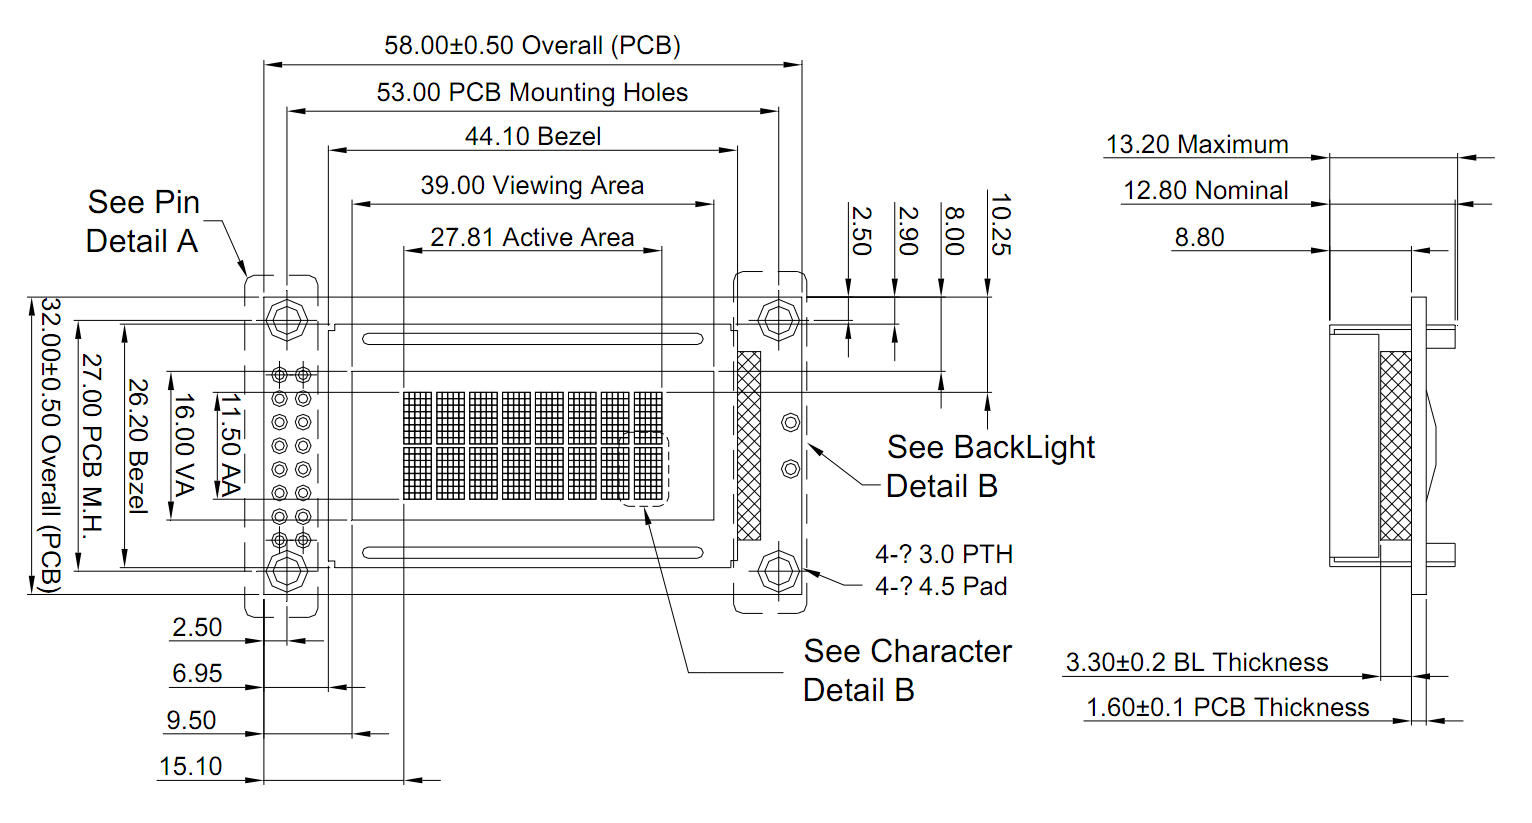 58.00±0.50 Overall (PCB)
53.00 PCB Mounting Holes
44.10 Bezel
39.00 Viewing Area
27.81 Active Area
See Pin
Detail A
2.50
2.90
8.00
10.25
13.20 Maximum
12.80 Nominal
8.80
32.00±0.50 Overall (PCB)
27.00 PCB M.H.
26.20 Bezel
16.00 VA
11.50 AA
See BackLight
Detail B
4-? 3.0 PTH
4-? 4.5 Pad
See Character
Detail B
2.50
6.95
9.50
15.10
3.30±0.2 BL Thickness
1.60±0.1 PCB Thickness